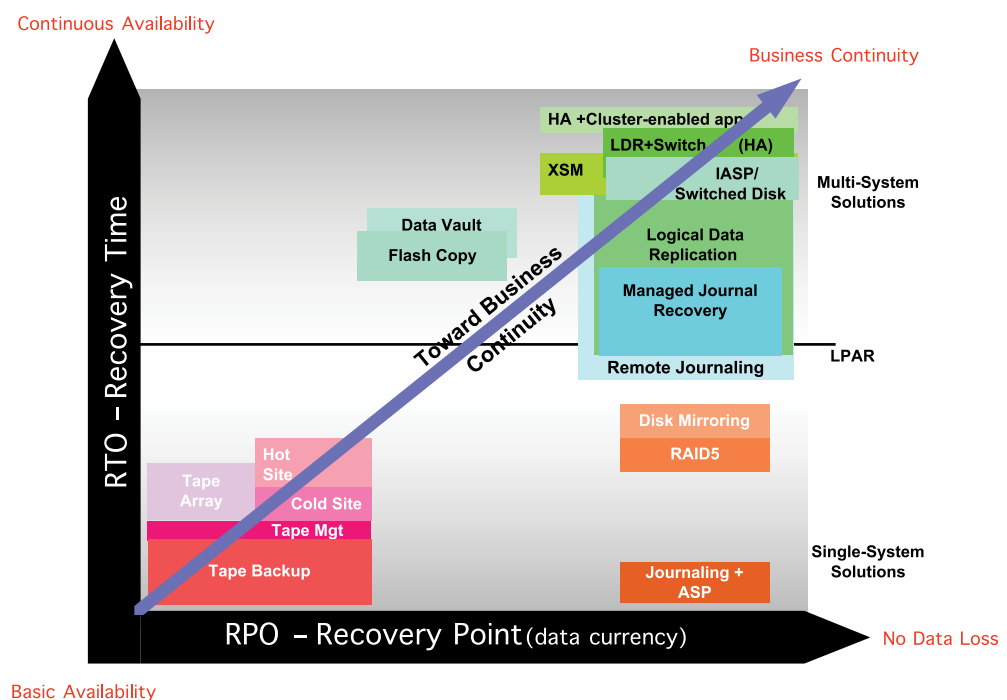 Continuous Availability
Business Continuity
HA +Cluster-enabled app
LDR+Switch (HA)
XSM
IASP/
Switched Disk
Multi-System
Solutions
Data Vault
Flash Copy
Logical Data
Replication
Managed Journal
Recovery
Toward Business
Continuity
RTO – Recovery Time
LPAR
Remote Journaling
Disk Mirroring
RAID5
Hot
Site
Tape
Array
Cold Site
Tape Mgt
Tape Backup
Journaling +
ASP
Single-System
Solutions
RPO – Recovery Point (data currency)
No Data Loss
Basic Availability